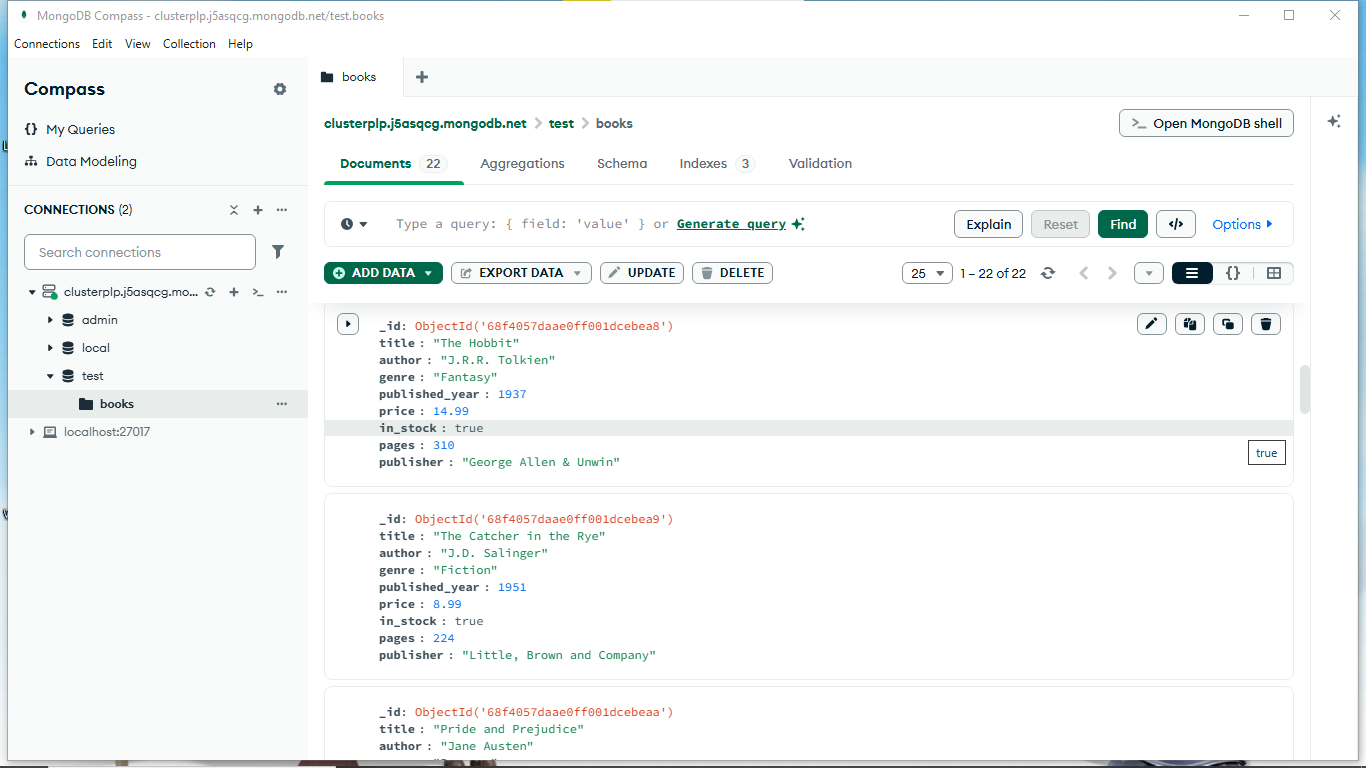 MongoDB Compass - clusterplp.j5asqcg.mongodb.net/test.books
Connections Edit View Collection Help
Compass
My Queries
Data Modeling
CONNECTIONS (2)
Search connections
clusterplp.j5asqcg.mo...
admin
local
test
books
localhost:27017
books
clusterplp.j5asqcg.mongodb.net > test > books
>_ Open MongoDB shell
Documents 22 Aggregations Schema Indexes 3 Validation
Type a query: { field: 'value' } or Generate query
Explain Reset Find </> Options
ADD DATA EXPORT DATA UPDATE DELETE
25 1 – 22 of 22 {}
_id: ObjectId('68f4057daae0ff001dcebea8')
title : "The Hobbit"
author : "J.R.R. Tolkien"
genre : "Fantasy"
published_year : 1937
price : 14.99
in_stock : true
pages : 310
publisher : "George Allen & Unwin"
true
_id: ObjectId('68f4057daae0ff001dcebea9')
title : "The Catcher in the Rye"
author : "J.D. Salinger"
genre : "Fiction"
published_year : 1951
price : 8.99
in_stock : true
pages : 224
publisher : "Little, Brown and Company"
_id: ObjectId('68f4057daae0ff001dcebeaa')
title : "Pride and Prejudice"
author : "Jane Austen"